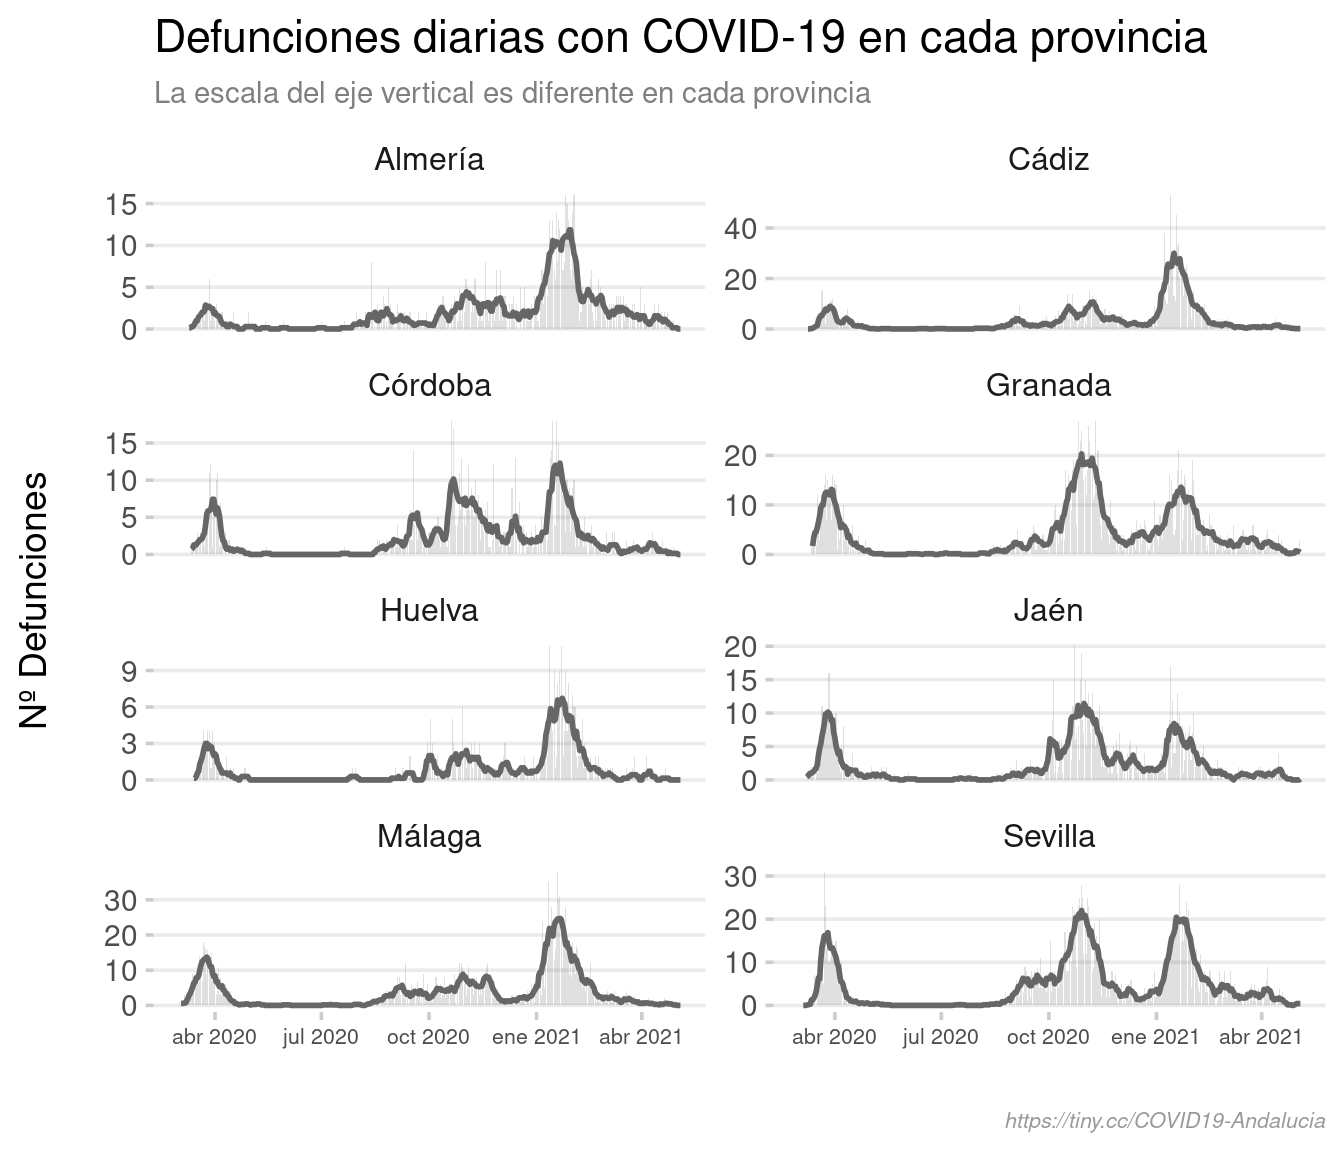 Defunciones diarias con COVID-19 en cada provincia
La escala del eje vertical es diferente en cada provincia
Nº Defunciones
Almería
15
10
5
0
Cádiz
40
20
0
Córdoba
15
10
5
0
Granada
20
10
0
Huelva
9
6
3
0
Jaén
20
15
10
5
0
Málaga
30
20
10
0
Sevilla
30
20
10
0
abr 2020 jul 2020 oct 2020 ene 2021 abr 2021
abr 2020 jul 2020 oct 2020 ene 2021 abr 2021
https://tiny.cc/COVID19-Andalucia